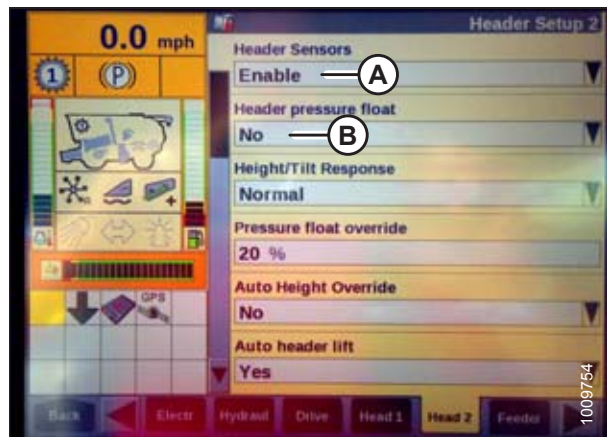 0.0 mph
Header Setup 2
1
(P)
Header Sensors
Enable
A
Header pressure float
No
B
Height/Tilt Response
Normal
Pressure float override
20 %
Auto Height Override
No
GPS
Auto header lift
Yes
1009754
Back
Electr
Hydraul
Drive
Head 1
Head 2
Feeder